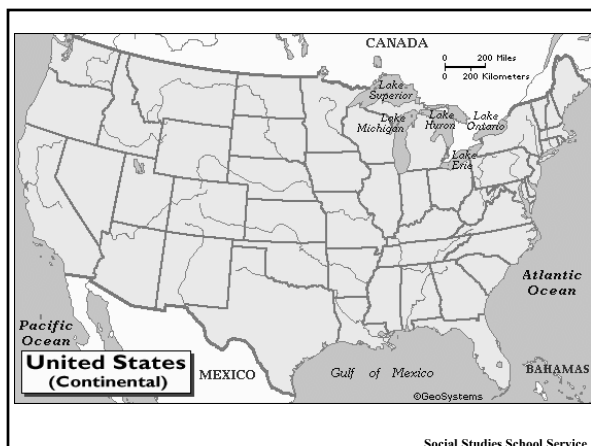 CANADA
0 200 Miles
0 200 Kilometers
Lake
Superior
Lake
Michigan
Lake
Huron
Lake
Ontario
Lake
Erie
Atlantic
Ocean
Pacific
Ocean
United States
(Continental)
MEXICO
Gulf of Mexico
BAHAMAS
©GeoSystems
Social Studies School Service